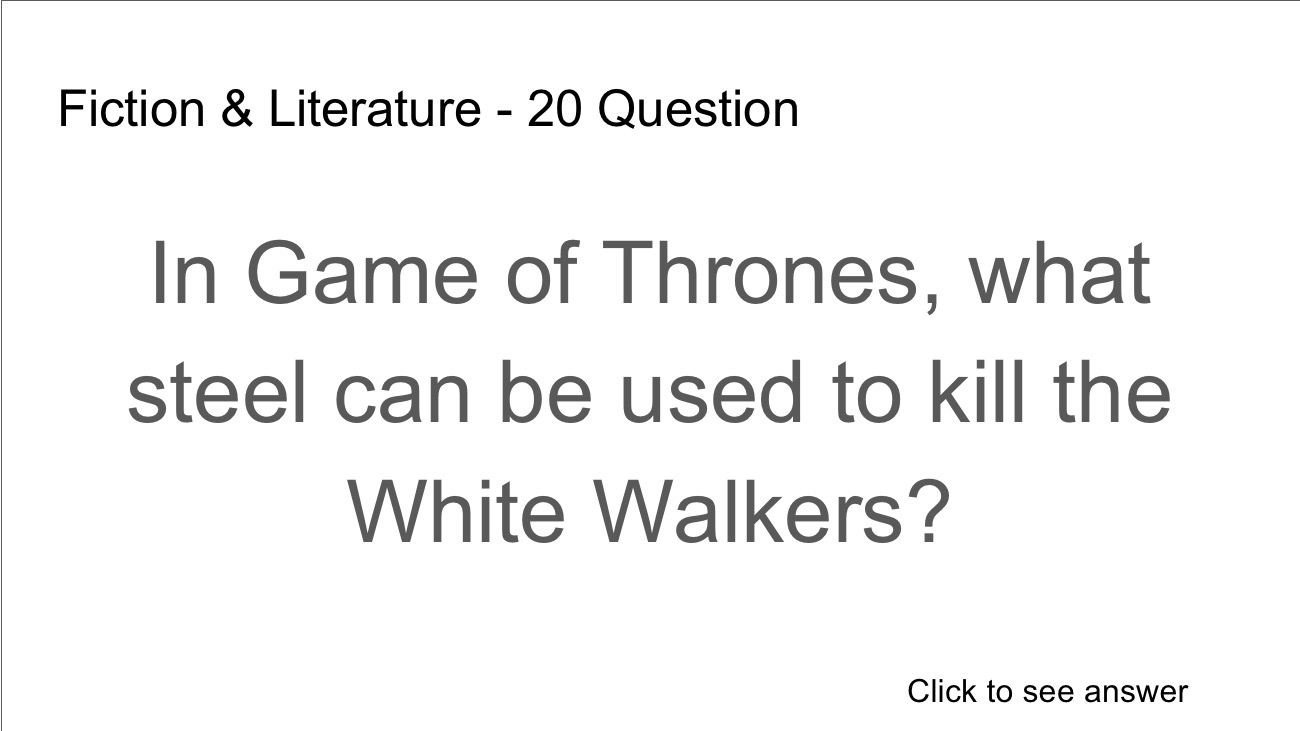 Fiction & Literature - 20 Question
In Game of Thrones, what
steel can be used to kill the
White Walkers?
Click to see answer